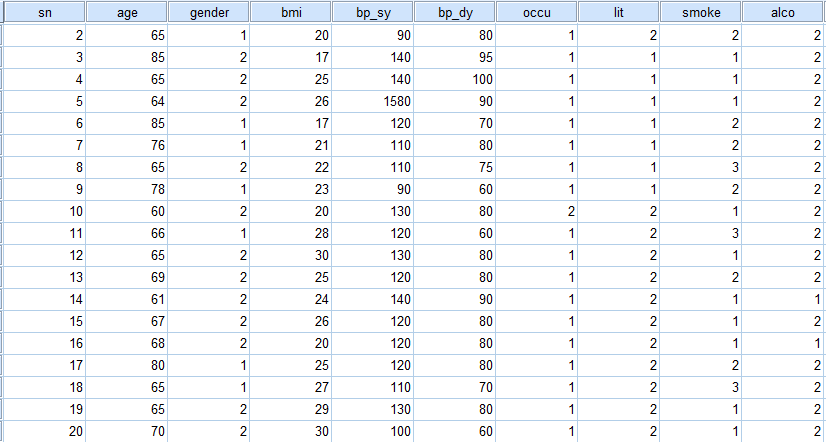 sn age gender bmi bp_sy bp_dy occu lit smoke alco
2 65 1 20 90 80 1 2 2 2
3 85 2 17 140 95 1 1 1 2
4 65 2 25 140 100 1 1 1 2
5 64 2 26 1580 90 1 1 1 2
6 85 1 17 120 70 1 1 2 2
7 76 1 21 110 80 1 1 2 2
8 65 2 22 110 75 1 1 3 2
9 78 1 23 90 60 1 1 2 2
10 60 2 20 130 80 2 2 1 2
11 66 1 28 120 60 1 2 3 2
12 65 2 30 130 80 1 2 1 2
13 69 2 25 120 80 1 2 2 2
14 61 2 24 140 90 1 2 1 1
15 67 2 26 120 80 1 2 1 2
16 68 2 20 120 80 1 2 1 1
17 80 1 25 120 80 1 2 2 2
18 65 1 27 110 70 1 2 3 2
19 65 2 29 130 80 1 2 1 2
20 70 2 30 100 60 1 2 1 2